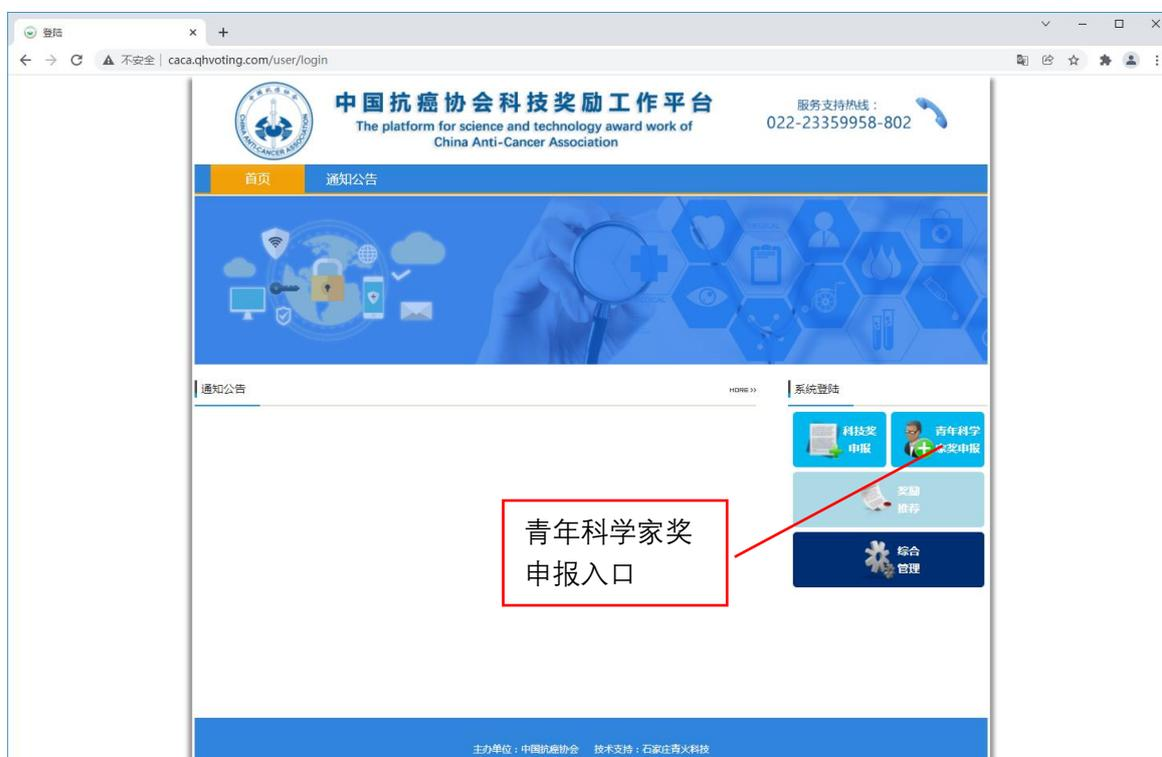 登陆
不安全 | caca.qhvoting.com/user/login
中国抗癌协会科技奖励工作平台
The platform for science and technology award work of
China Anti-Cancer Association
服务支持热线：
022-23359958-802
首页 通知公告
MEDICAL
MEDICAL
通知公告
HORE >>
系统登陆
科技奖
申报
青年科学
家奖申报
奖励
推荐
综合
管理
青年科学家奖
申报入口
主办单位：中国抗癌协会 技术支持：石家庄青火科技